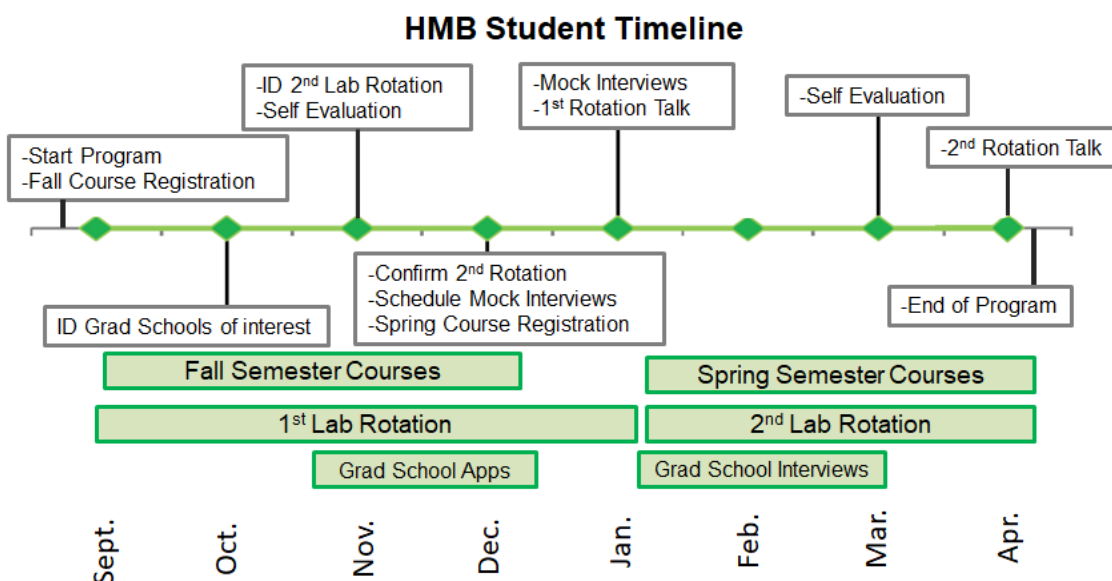 HMB Student Timeline
-Start Program
-Fall Course Registration
-ID 2nd Lab Rotation
-Self Evaluation
-Mock Interviews
-1st Rotation Talk
-Self Evaluation
-2nd Rotation Talk
ID Grad Schools of interest
-Confirm 2nd Rotation
-Schedule Mock Interviews
-Spring Course Registration
-End of Program
Fall Semester Courses
Spring Semester Courses
1st Lab Rotation
2nd Lab Rotation
Grad School Apps
Grad School Interviews
Sept.
Oct.
Nov.
Dec.
Jan.
Feb.
Mar.
Apr.